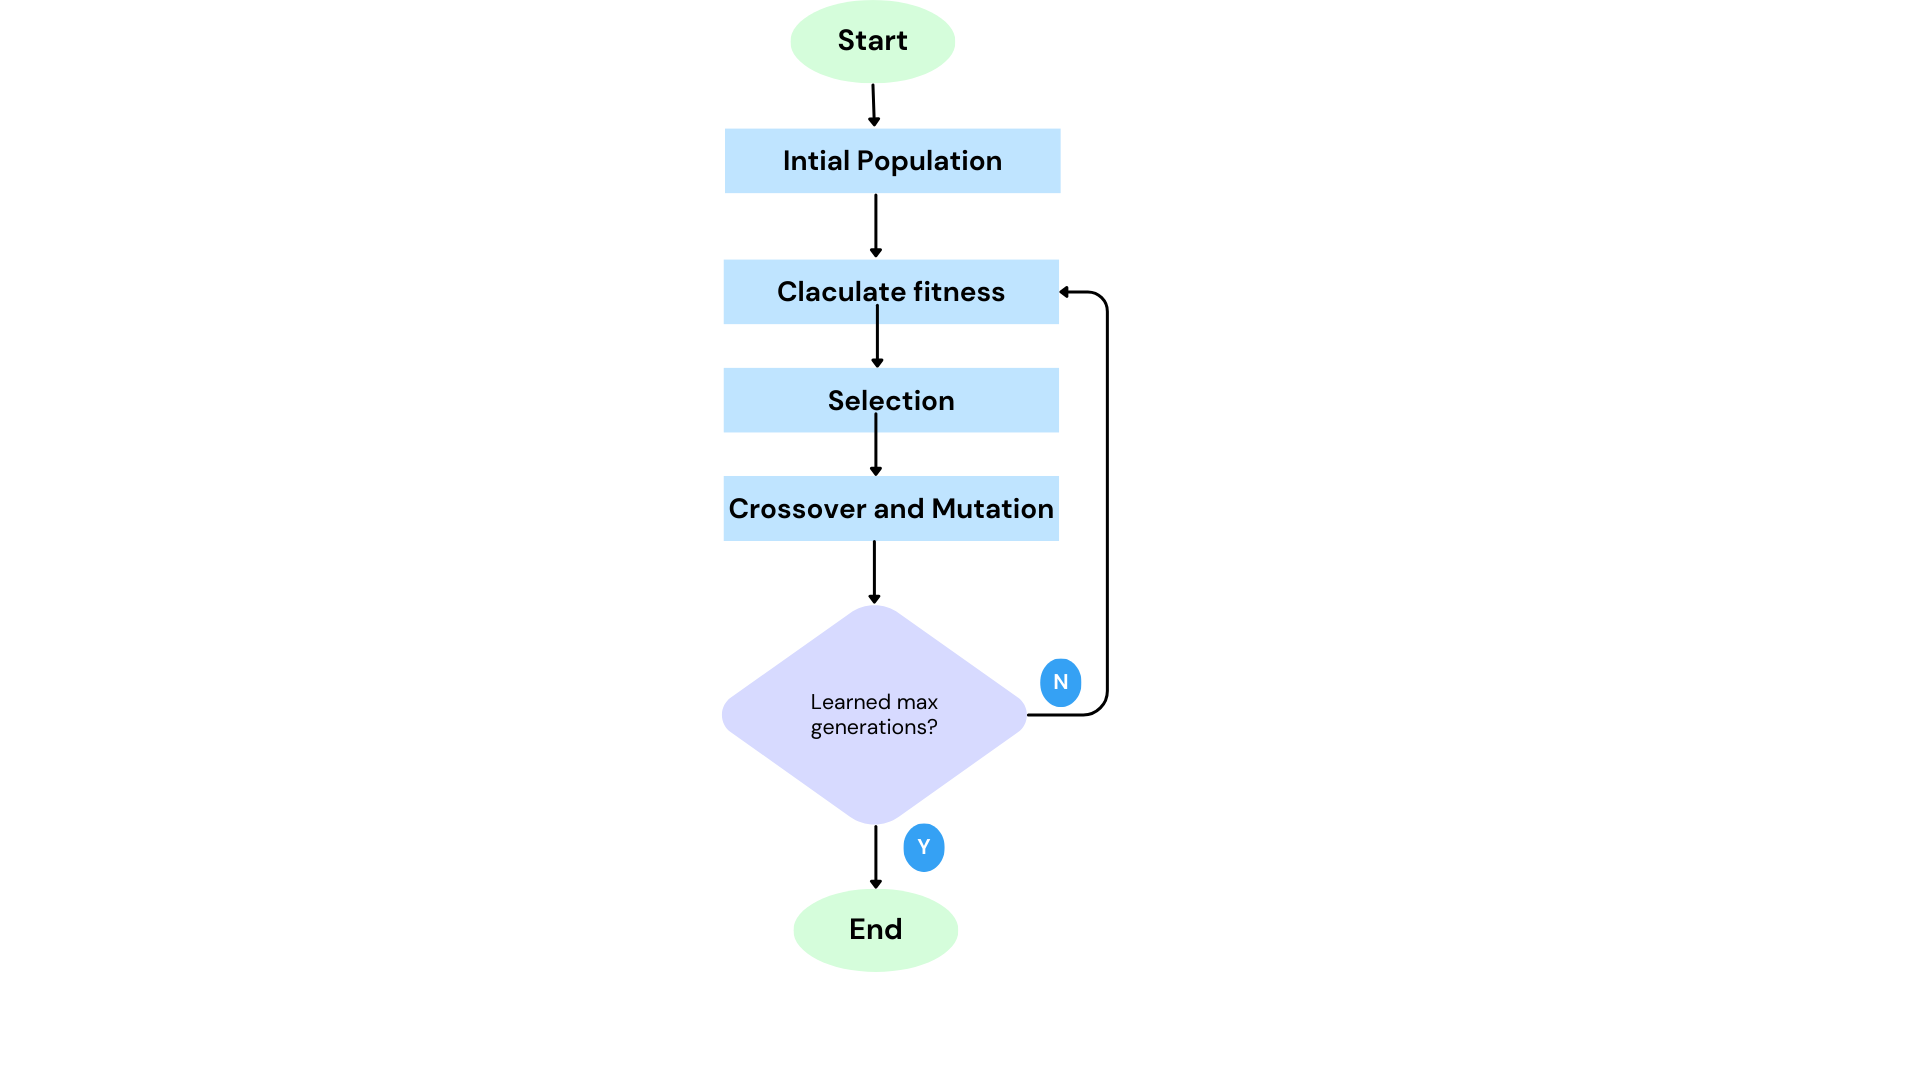 Start
Intial Population
Claculate fitness
Selection
Crossover and Mutation
Learned max
generations?
N
Y
End